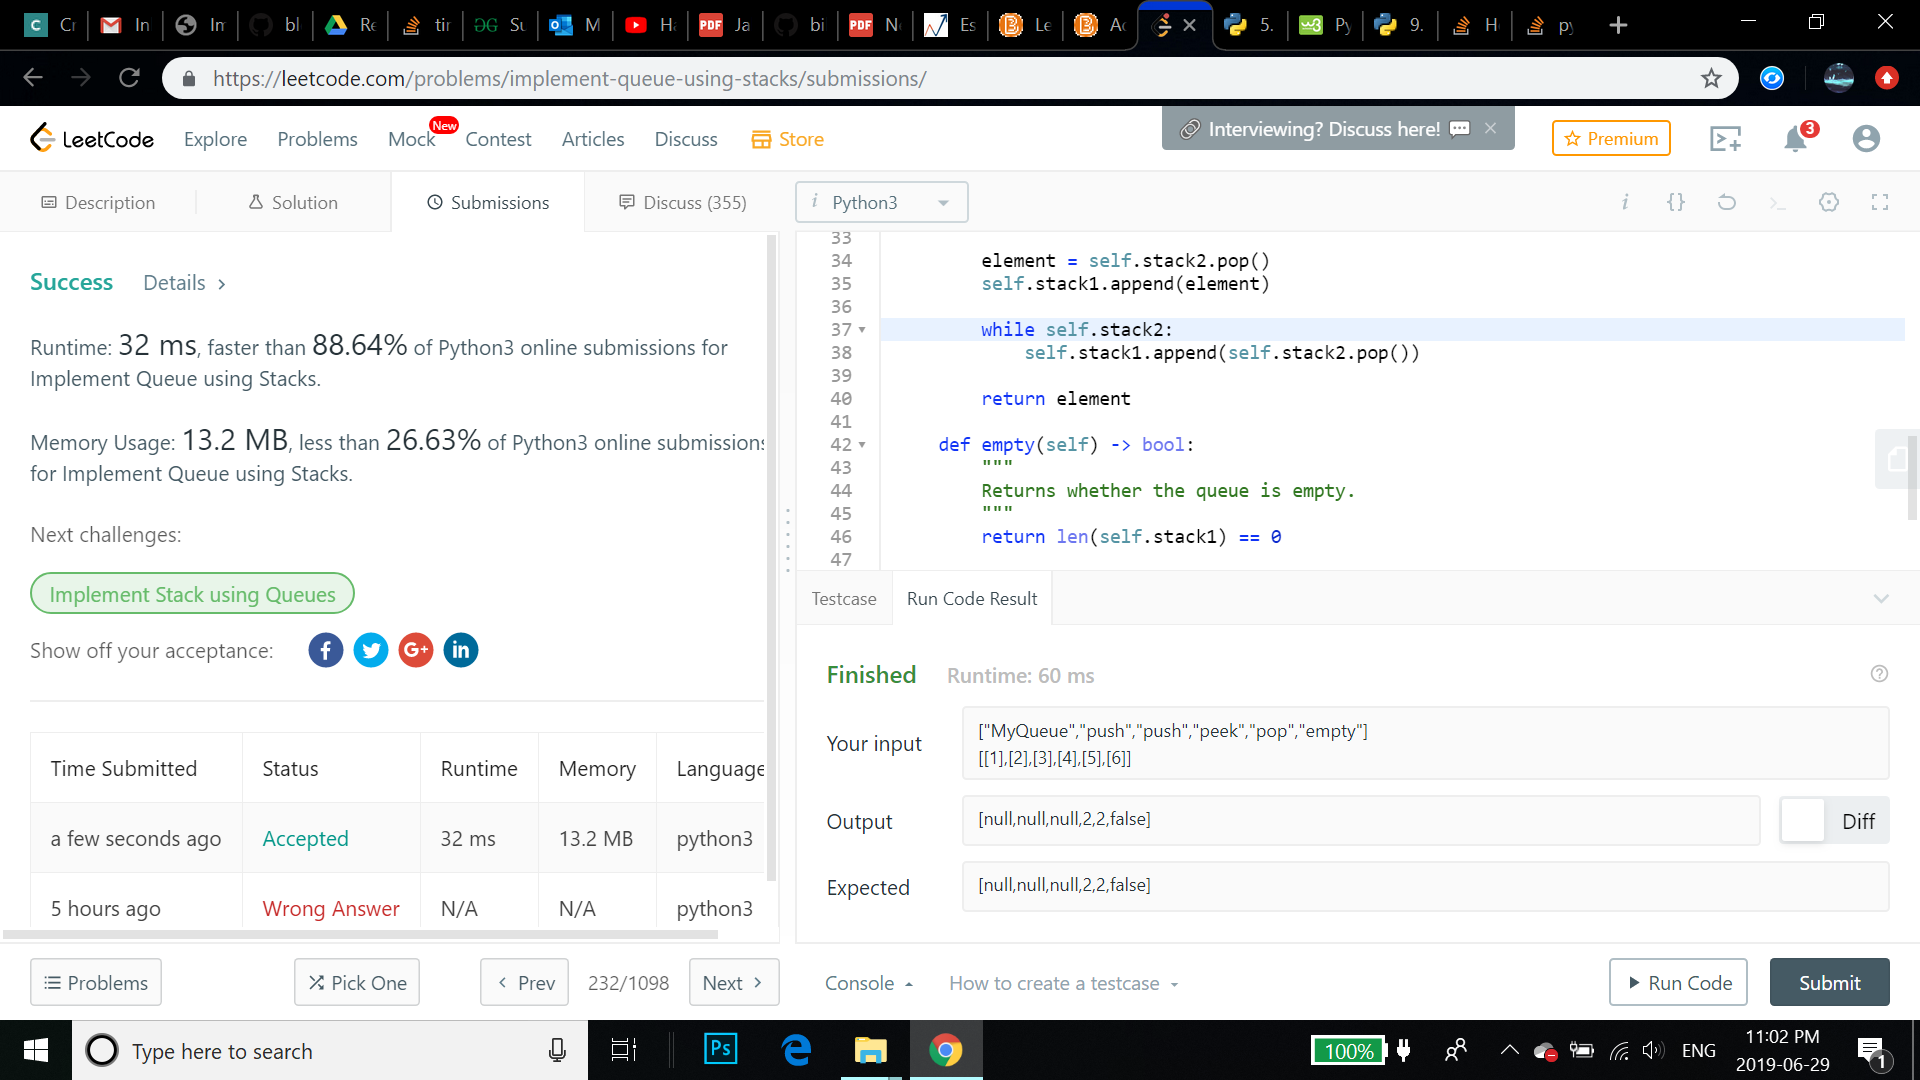 Cr
In
In
bl
Re
tir
Su
M
Ha
Ja
bi
Ne
Es
Le
Ac
5.
Py
9.
H
py
https://leetcode.com/problems/implement-queue-using-stacks/submissions/
LeetCode
Explore
Problems
Mock
New
Contest
Articles
Discuss
Store
Interviewing? Discuss here!
Premium
3
Description
Solution
Submissions
Discuss (355)
i Python3
Success
Details >
Runtime: 32 ms, faster than 88.64% of Python3 online submissions for
Implement Queue using Stacks.
Memory Usage: 13.2 MB, less than 26.63% of Python3 online submissions
for Implement Queue using Stacks.
Next challenges:
Implement Stack using Queues
Show off your acceptance:
Time Submitted Status Runtime Memory Language
a few seconds ago Accepted 32 ms 13.2 MB python3
5 hours ago Wrong Answer N/A N/A python3
33
34 element = self.stack2.pop()
35 self.stack1.append(element)
36
37 while self.stack2:
38 self.stack1.append(self.stack2.pop())
39
40 return element
41
42 def empty(self) -> bool:
43 """
44 Returns whether the queue is empty.
45 """
46 return len(self.stack1) == 0
47
Testcase
Run Code Result
Finished
Runtime: 60 ms
Your input
["MyQueue","push","push","peek","pop","empty"]
[[1],[2],[3],[4],[5],[6]]
Output
[null,null,null,2,2,false]
Diff
Expected
[null,null,null,2,2,false]
Problems
Pick One
< Prev
232/1098
Next >
Console
How to create a testcase
Run Code
Submit
Type here to search
Ps
100%
ENG
11:02 PM
2019-06-29
1